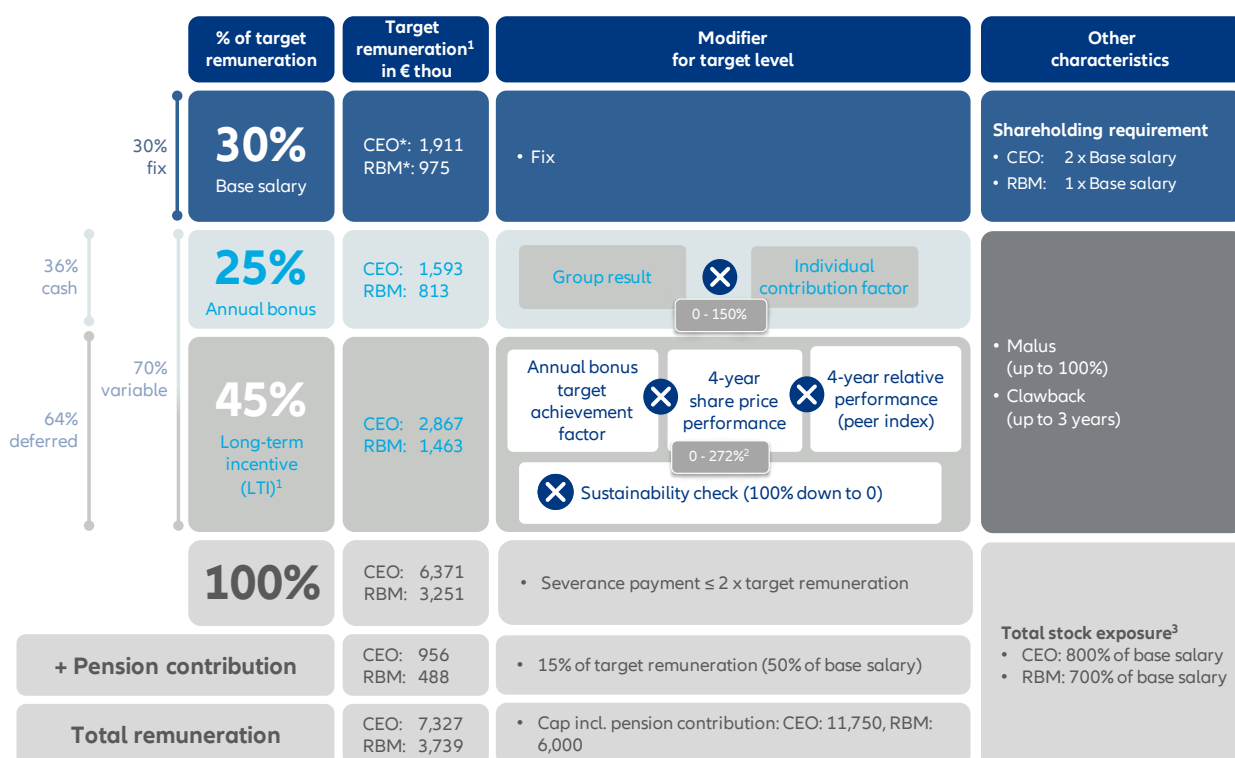 % of target
remuneration
Target
remuneration¹
in € thou
Modifier
for target level
Other
characteristics
30%
fix
30%
Base salary
CEO*: 1,911
RBM*: 975
• Fix
Shareholding requirement
• CEO: 2 x Base salary
• RBM: 1 x Base salary
36%
cash
70%
variable
64%
deferred
25%
Annual bonus
CEO: 1,593
RBM: 813
Group result
Individual
contribution factor
0 - 150%
• Malus
(up to 100%)
• Clawback
(up to 3 years)
45%
Long-term
incentive
(LTI)¹
CEO: 2,867
RBM: 1,463
Annual bonus
target
achievement
factor
4-year
share price
performance
4-year relative
performance
(peer index)
0 - 272%²
Sustainability check (100% down to 0)
100%
CEO: 6,371
RBM: 3,251
• Severance payment ≤ 2 x target remuneration
Total stock exposure³
• CEO: 800% of base salary
• RBM: 700% of base salary
+ Pension contribution
CEO: 956
RBM: 488
• 15% of target remuneration (50% of base salary)
Total remuneration
CEO: 7,327
RBM: 3,739
• Cap incl. pension contribution: CEO: 11,750, RBM:
6,000